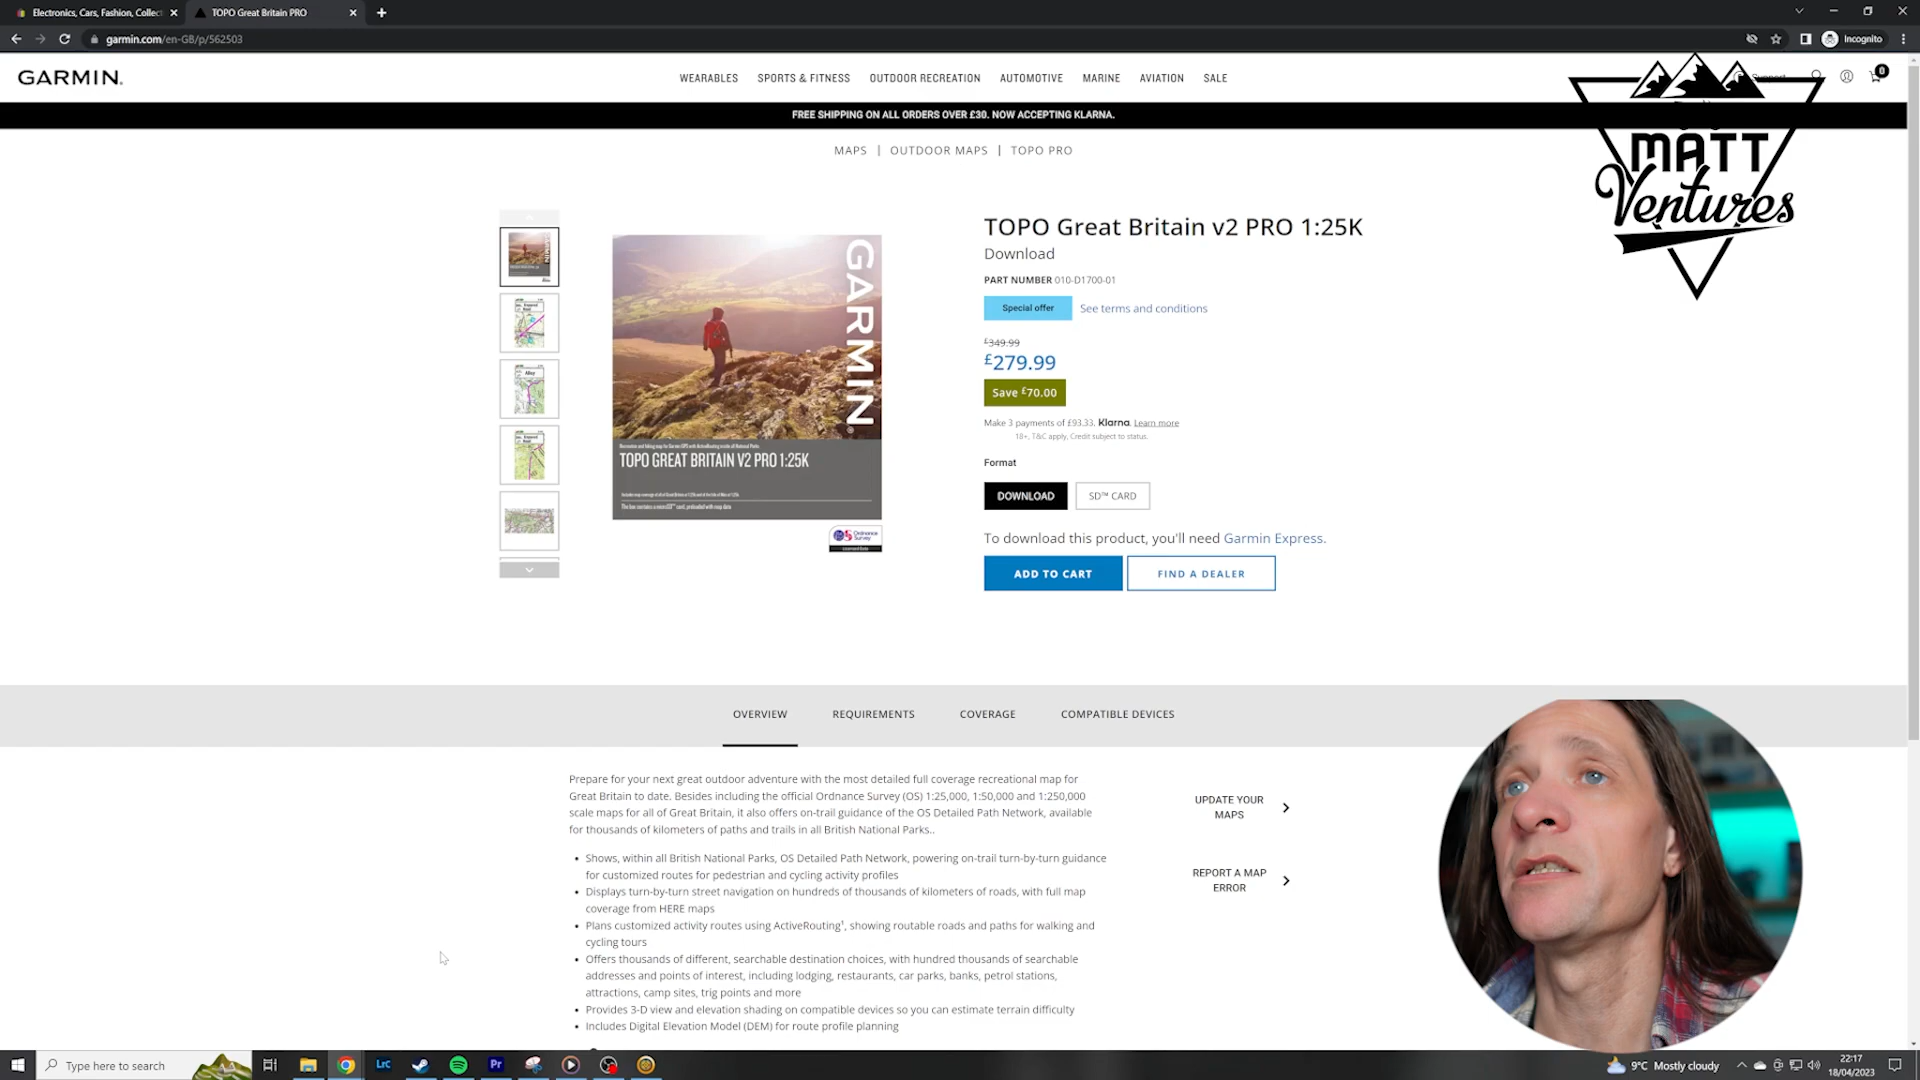 Electronics, Cars, Fashion, Collect
TOPO Great Britain PRO
garmin.com/en-GB/p/562503
Incognito
GARMIN.
WEARABLES SPORTS & FITNESS OUTDOOR RECREATION AUTOMOTIVE MARINE AVIATION SALE
Support
0
FREE SHIPPING ON ALL ORDERS OVER £30. NOW ACCEPTING KLARNA.
MATT
Ventures
MAPS | OUTDOOR MAPS | TOPO PRO
GARMIN
TOPO GREAT BRITAIN V2 PRO 1:25K
Ordnance
Survey
TOPO Great Britain v2 PRO 1:25K
Download
PART NUMBER 010-D1700-01
Special offer See terms and conditions
£349.99
£279.99
Save £70.00
Make 3 payments of £93.33. Klarna. Learn more
18+, T&C apply, Credit subject to status.
Format
DOWNLOAD SD™ CARD
To download this product, you'll need Garmin Express.
ADD TO CART FIND A DEALER
OVERVIEW REQUIREMENTS COVERAGE COMPATIBLE DEVICES
Prepare for your next great outdoor adventure with the most detailed full coverage recreational map for
Great Britain to date. Besides including the official Ordnance Survey (OS) 1:25,000, 1:50,000 and 1:250,000
scale maps for all of Great Britain, it also offers on-trail guidance of the OS Detailed Path Network, available
for thousands of kilometers of paths and trails in all British National Parks..
• Shows, within all British National Parks, OS Detailed Path Network, powering on-trail turn-by-turn guidance
for customized routes for pedestrian and cycling activity profiles
• Displays turn-by-turn street navigation on hundreds of thousands of kilometers of roads, with full map
coverage from HERE maps
• Plans customized activity routes using ActiveRouting¹, showing routable roads and paths for walking and
cycling tours
• Offers thousands of different, searchable destination choices, with hundred thousands of searchable
addresses and points of interest, including lodging, restaurants, car parks, banks, petrol stations,
attractions, camp sites, trig points and more
• Provides 3-D view and elevation shading on compatible devices so you can estimate terrain difficulty
• Includes Digital Elevation Model (DEM) for route profile planning
UPDATE YOUR
MAPS
REPORT A MAP
ERROR
Type here to search
Lrc
Pr
9°C Mostly cloudy
22:17
18/04/2023